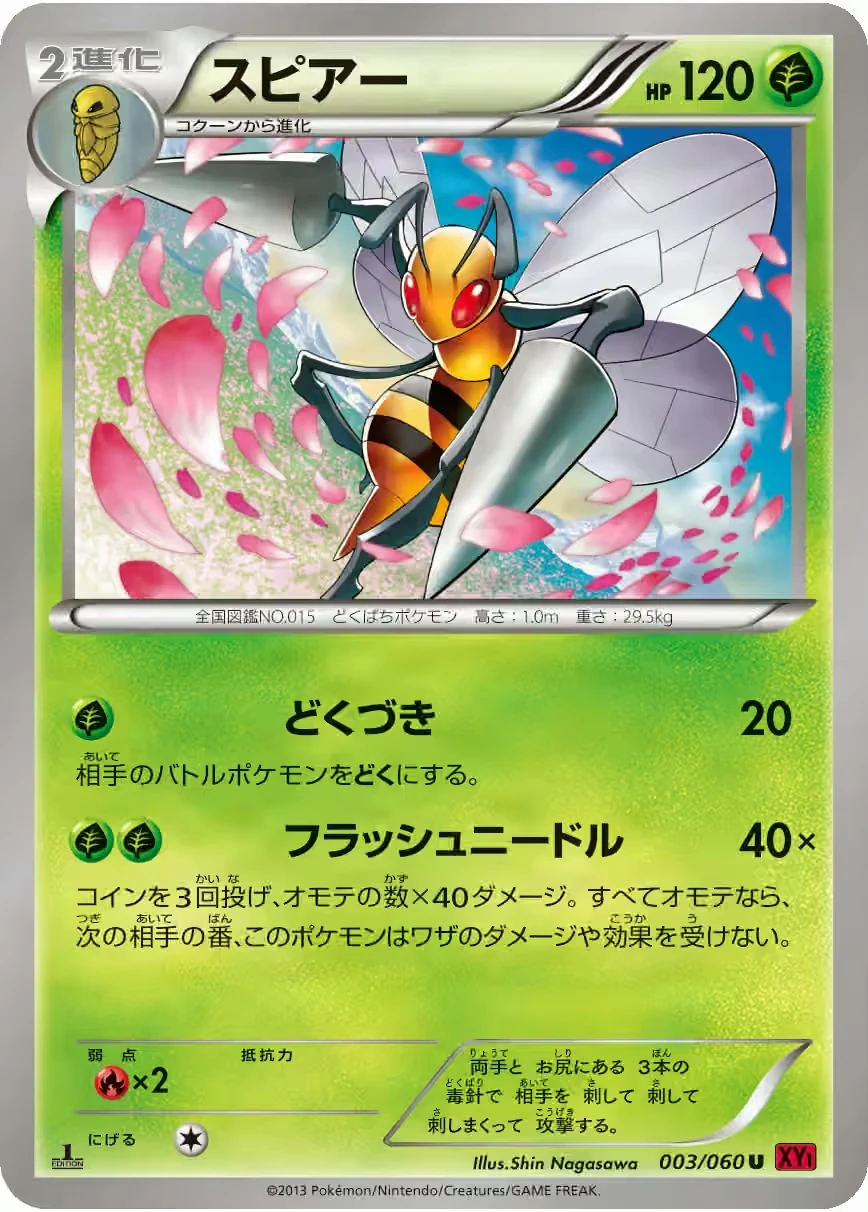 2進化
スピアー
HP 120
コクーンから進化
全国図鑑NO.015 どくばちポケモン 高さ:1.0m 重さ:29.5kg
どくづき 20
相手のバトルポケモンをどくにする。
フラッシュニードル 40×
コインを3回投げ、オモテの数×40ダメージ。すべてオモテなら、
次の相手の番、このポケモンはワザのダメージや効果を受けない。
弱点 抵抗力
×2
にげる
両手と お尻にある 3本の
毒針で 相手を 刺して 刺して
刺しまくって 攻撃する。
1 EDITION
Illus.Shin Nagasawa 003/060 U XY1
©2013 Pokémon/Nintendo/Creatures/GAME FREAK.